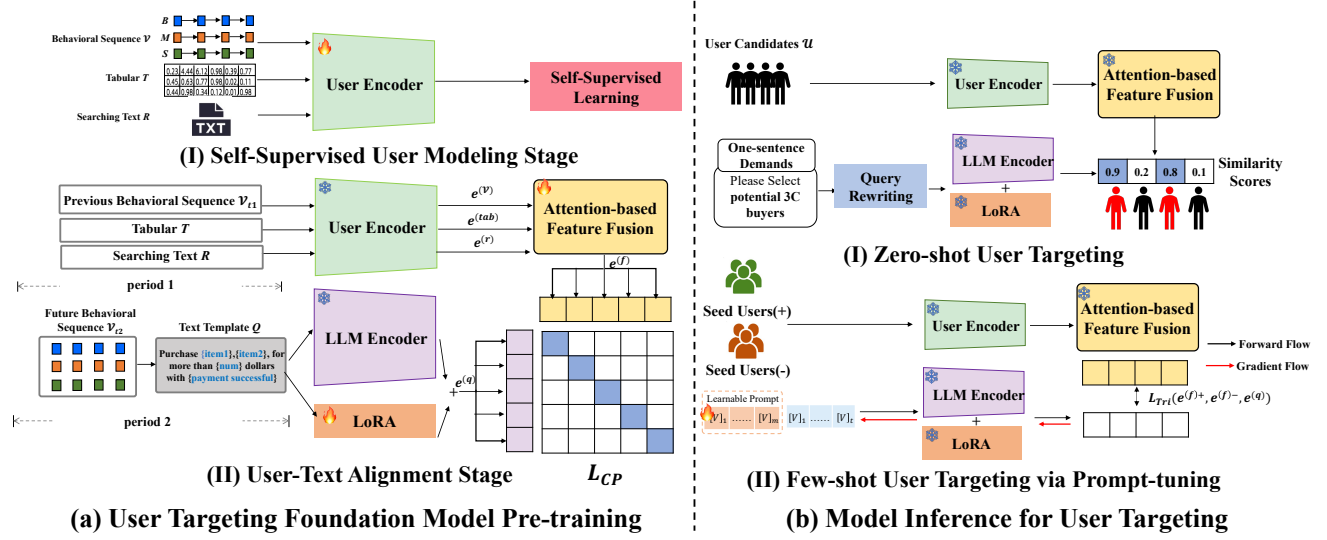 B
Behavioral Sequence 𝒱
M
S
Tabular T
0.23 4.44 6.12 0.98 0.39 0.77
0.45 0.63 0.77 0.98 0.02 0.11
0.44 0.98 0.34 0.12 0.01 0.98
Searching Text R
TXT
User Encoder
Self-Supervised
Learning
(I) Self-Supervised User Modeling Stage
Previous Behavioral Sequence 𝒱t1
Tabular T
Searching Text R
period 1
User Encoder
e(𝒱)
e(tab)
e(r)
Attention-based
Feature Fusion
e(f)
Future Behavioral
Sequence 𝒱t2
Text Template Q
Purchase {item1},{item2}, for
more than {num} dollars
with {payment successful}
period 2
LLM Encoder
LoRA
+
e(q)
(II) User-Text Alignment Stage
LCP
(a) User Targeting Foundation Model Pre-training
User Candidates 𝒰
User Encoder
Attention-based
Feature Fusion
One-sentence
Demands
Please Select
potential 3C
buyers
Query
Rewriting
LLM Encoder
+
LoRA
0.9 0.2 0.8 0.1
Similarity
Scores
(I) Zero-shot User Targeting
Seed Users(+)
Seed Users(-)
User Encoder
Attention-based
Feature Fusion
Forward Flow
Gradient Flow
LTri(e(f)+, e(f)−, e(q))
Learnable Prompt
[V]1 ...... [V]m [V]1 ...... [V]t
LLM Encoder
+
LoRA
(II) Few-shot User Targeting via Prompt-tuning
(b) Model Inference for User Targeting